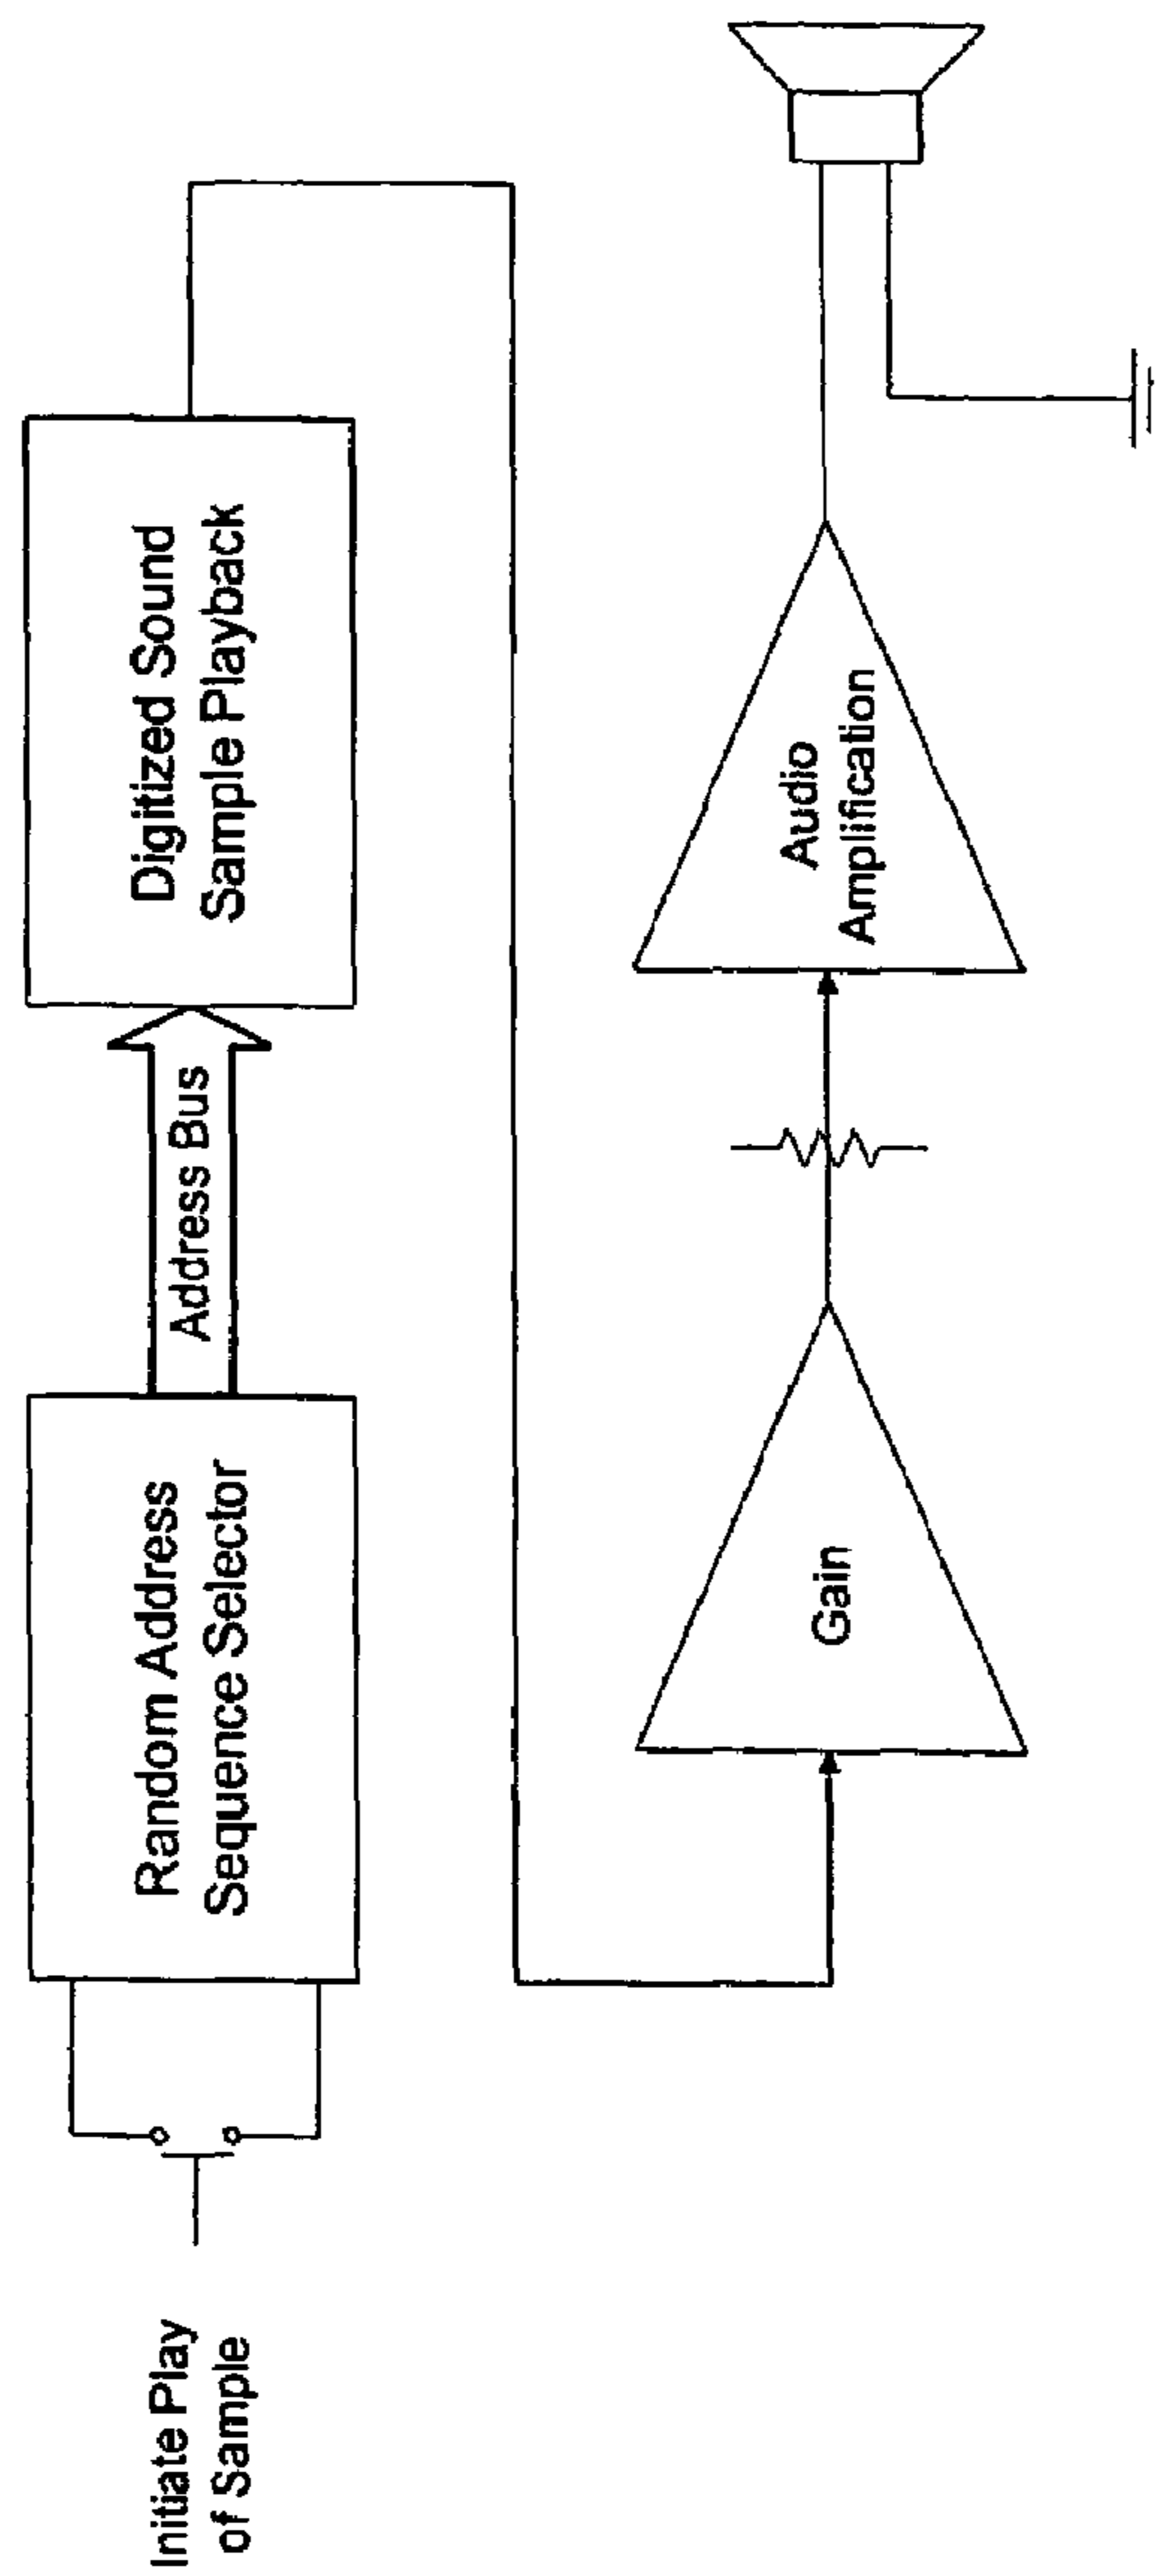 Initiate Play
of Sample
Random Address
Sequence Selector
Address Bus
Digitized Sound
Sample Playback
Gain
Audio
Amplification